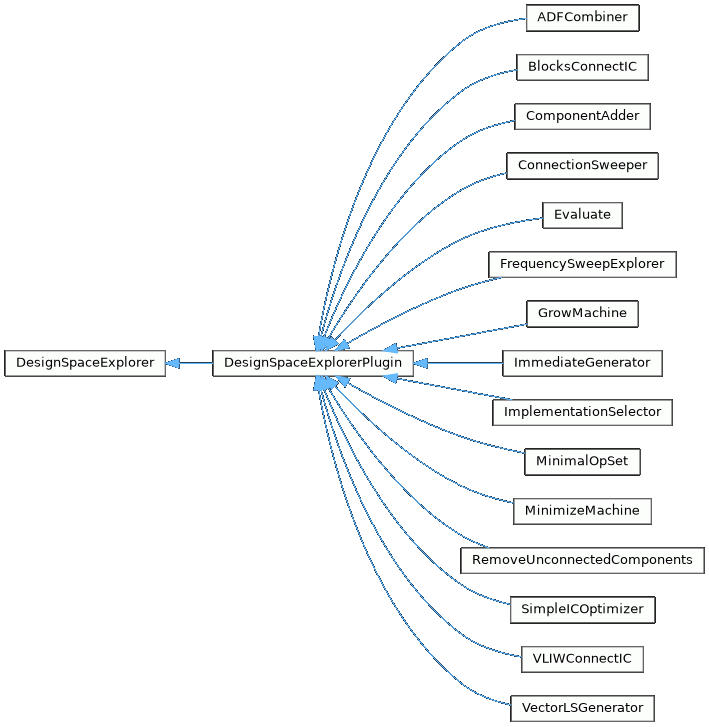 ADFCombiner
BlocksConnectIC
ComponentAdder
ConnectionSweeper
Evaluate
FrequencySweepExplorer
GrowMachine
DesignSpaceExplorer
DesignSpaceExplorerPlugin
ImmediateGenerator
ImplementationSelector
MinimalOpSet
MinimizeMachine
RemoveUnconnectedComponents
SimpleICOptimizer
VLIWConnectIC
VectorLSGenerator